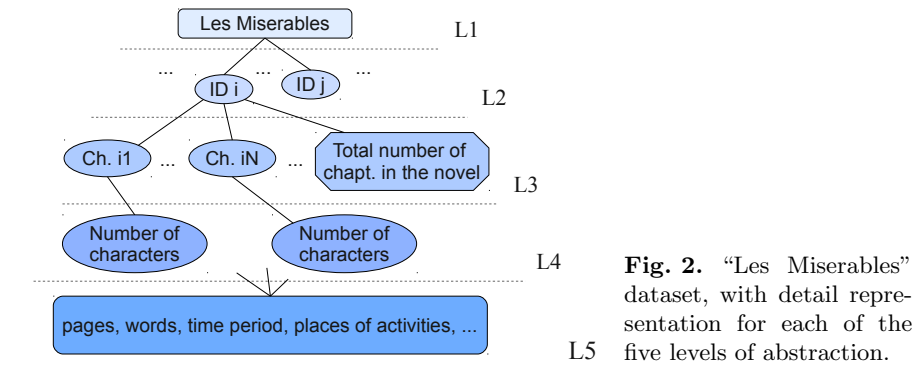 Les Miserables
L1
... ... ...
ID i ID j
L2
Ch. i1 ... Ch. iN ... Total number of
chapt. in the novel
L3
Number of
characters
Number of
characters
L4
pages, words, time period, places of activities, ...
L5
Fig. 2. “Les Miserables”
dataset, with detail repre-
sentation for each of the
five levels of abstraction.